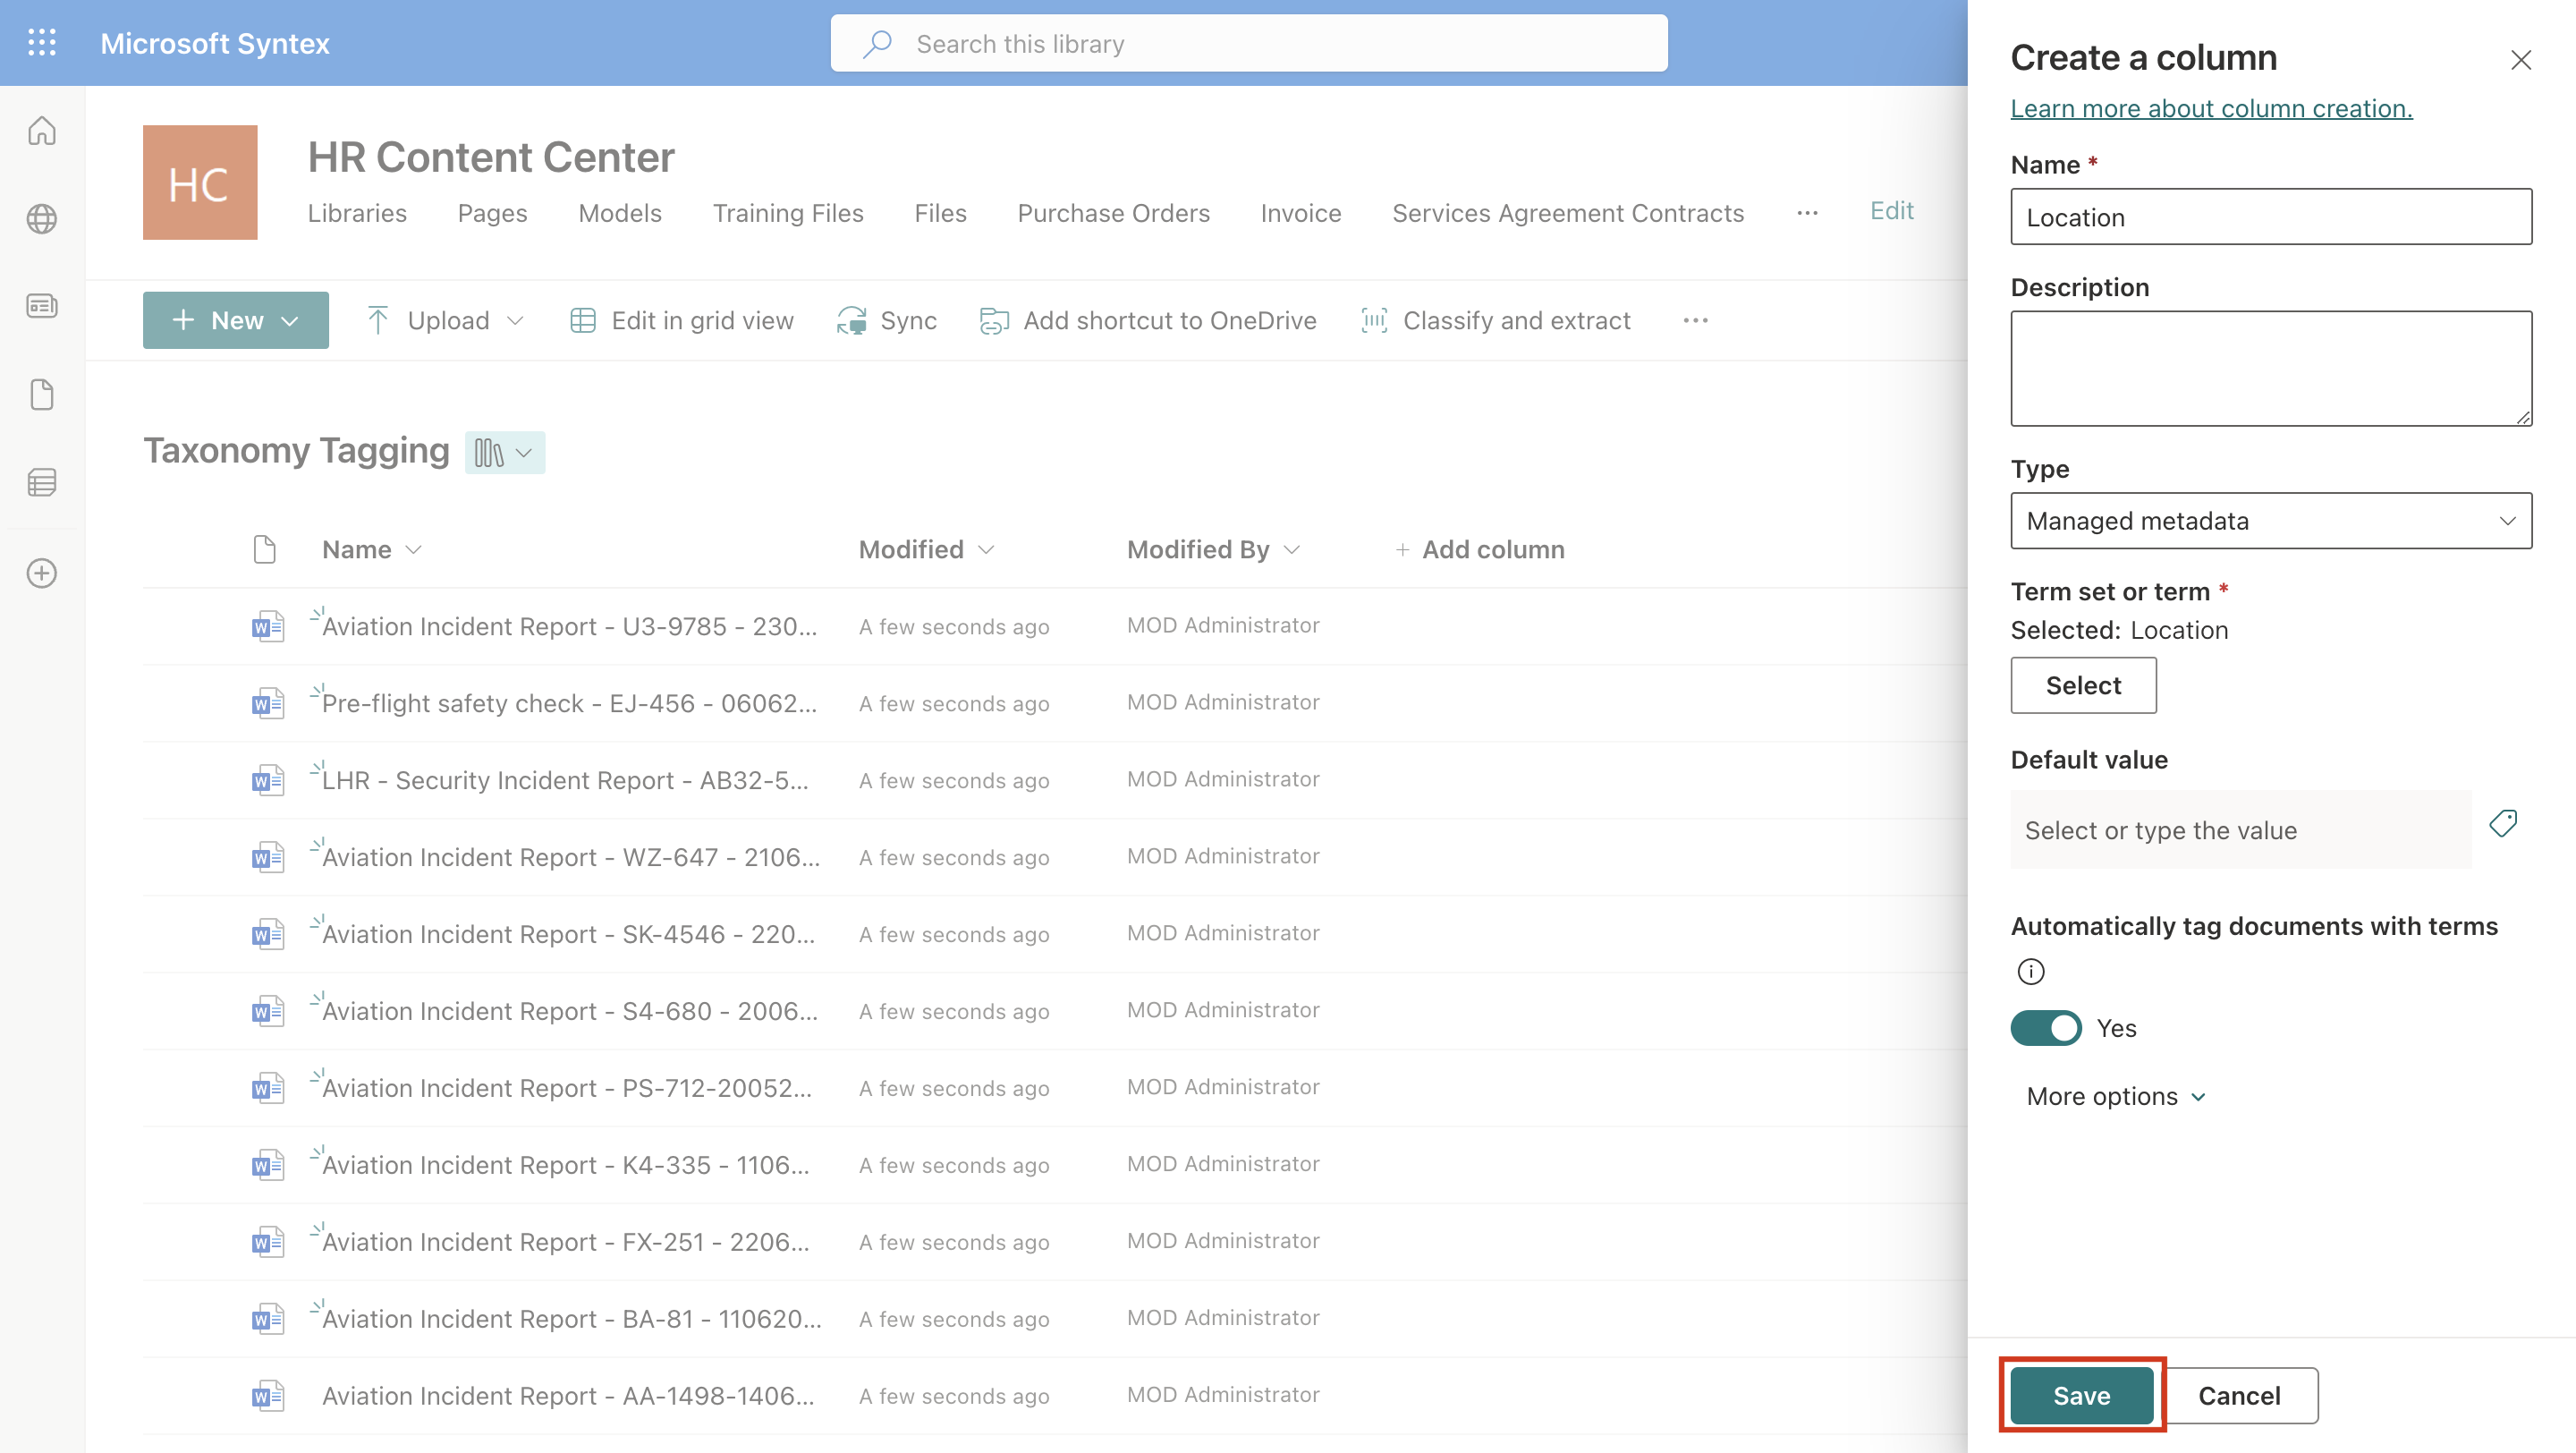 Microsoft Syntex
Search this library
HC
HR Content Center
Libraries Pages Models Training Files Files Purchase Orders Invoice Services Agreement Contracts ··· Edit
+ New Upload Edit in grid view Sync Add shortcut to OneDrive Classify and extract ···
Taxonomy Tagging
Name Modified Modified By + Add column
Aviation Incident Report - U3-9785 - 230... A few seconds ago MOD Administrator
Pre-flight safety check - EJ-456 - 06062... A few seconds ago MOD Administrator
LHR - Security Incident Report - AB32-5... A few seconds ago MOD Administrator
Aviation Incident Report - WZ-647 - 2106... A few seconds ago MOD Administrator
Aviation Incident Report - SK-4546 - 220... A few seconds ago MOD Administrator
Aviation Incident Report - S4-680 - 2006... A few seconds ago MOD Administrator
Aviation Incident Report - PS-712-20052... A few seconds ago MOD Administrator
Aviation Incident Report - K4-335 - 1106... A few seconds ago MOD Administrator
Aviation Incident Report - FX-251 - 2206... A few seconds ago MOD Administrator
Aviation Incident Report - BA-81 - 110620... A few seconds ago MOD Administrator
Aviation Incident Report - AA-1498-1406... A few seconds ago MOD Administrator
Create a column
Learn more about column creation.
Name *
Location
Description
Type
Managed metadata
Term set or term *
Selected: Location
Select
Default value
Select or type the value
Automatically tag documents with terms
Yes
More options
Save Cancel